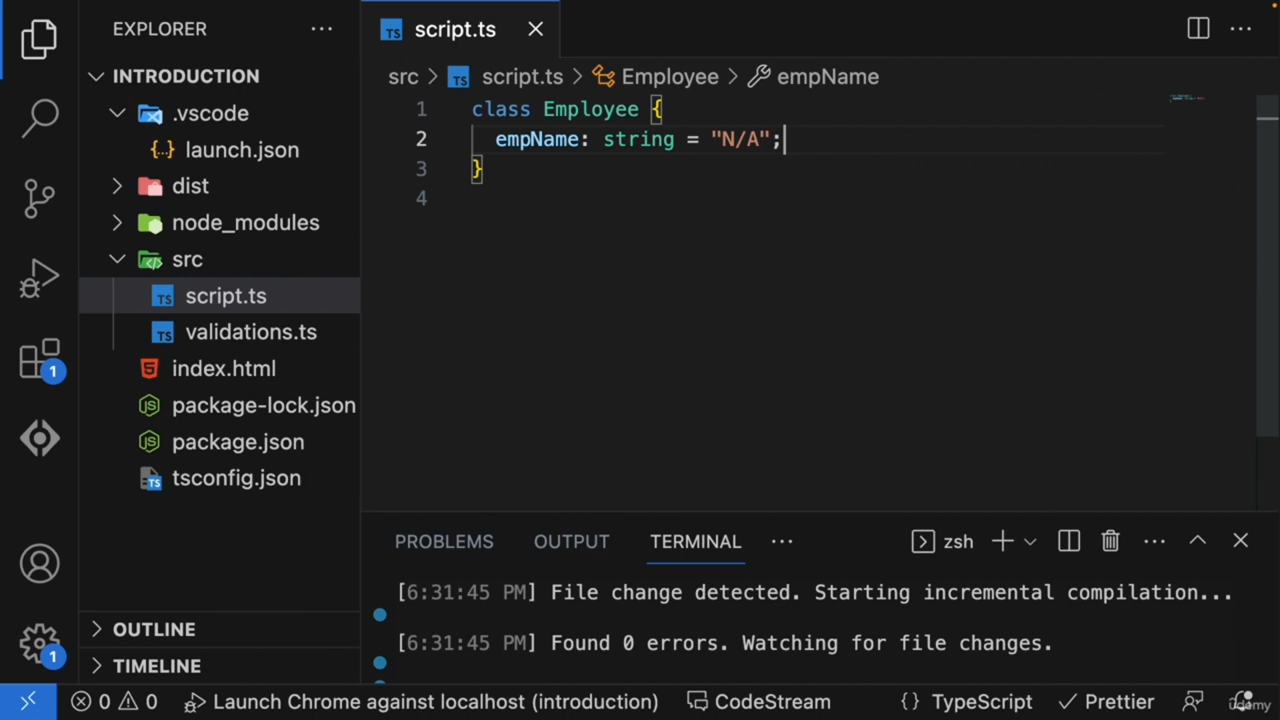 EXPLORER
INTRODUCTION
.vscode
launch.json
dist
node_modules
src
script.ts
validations.ts
index.html
package-lock.json
package.json
tsconfig.json
OUTLINE
TIMELINE
1
1
script.ts
src > script.ts > Employee > empName
1 class Employee {
2 empName: string = "N/A";
3 }
4
PROBLEMS OUTPUT TERMINAL ··· zsh
[6:31:45 PM] File change detected. Starting incremental compilation...
[6:31:45 PM] Found 0 errors. Watching for file changes.
0 0 Launch Chrome against localhost (introduction) CodeStream {} TypeScript Prettier
udemy